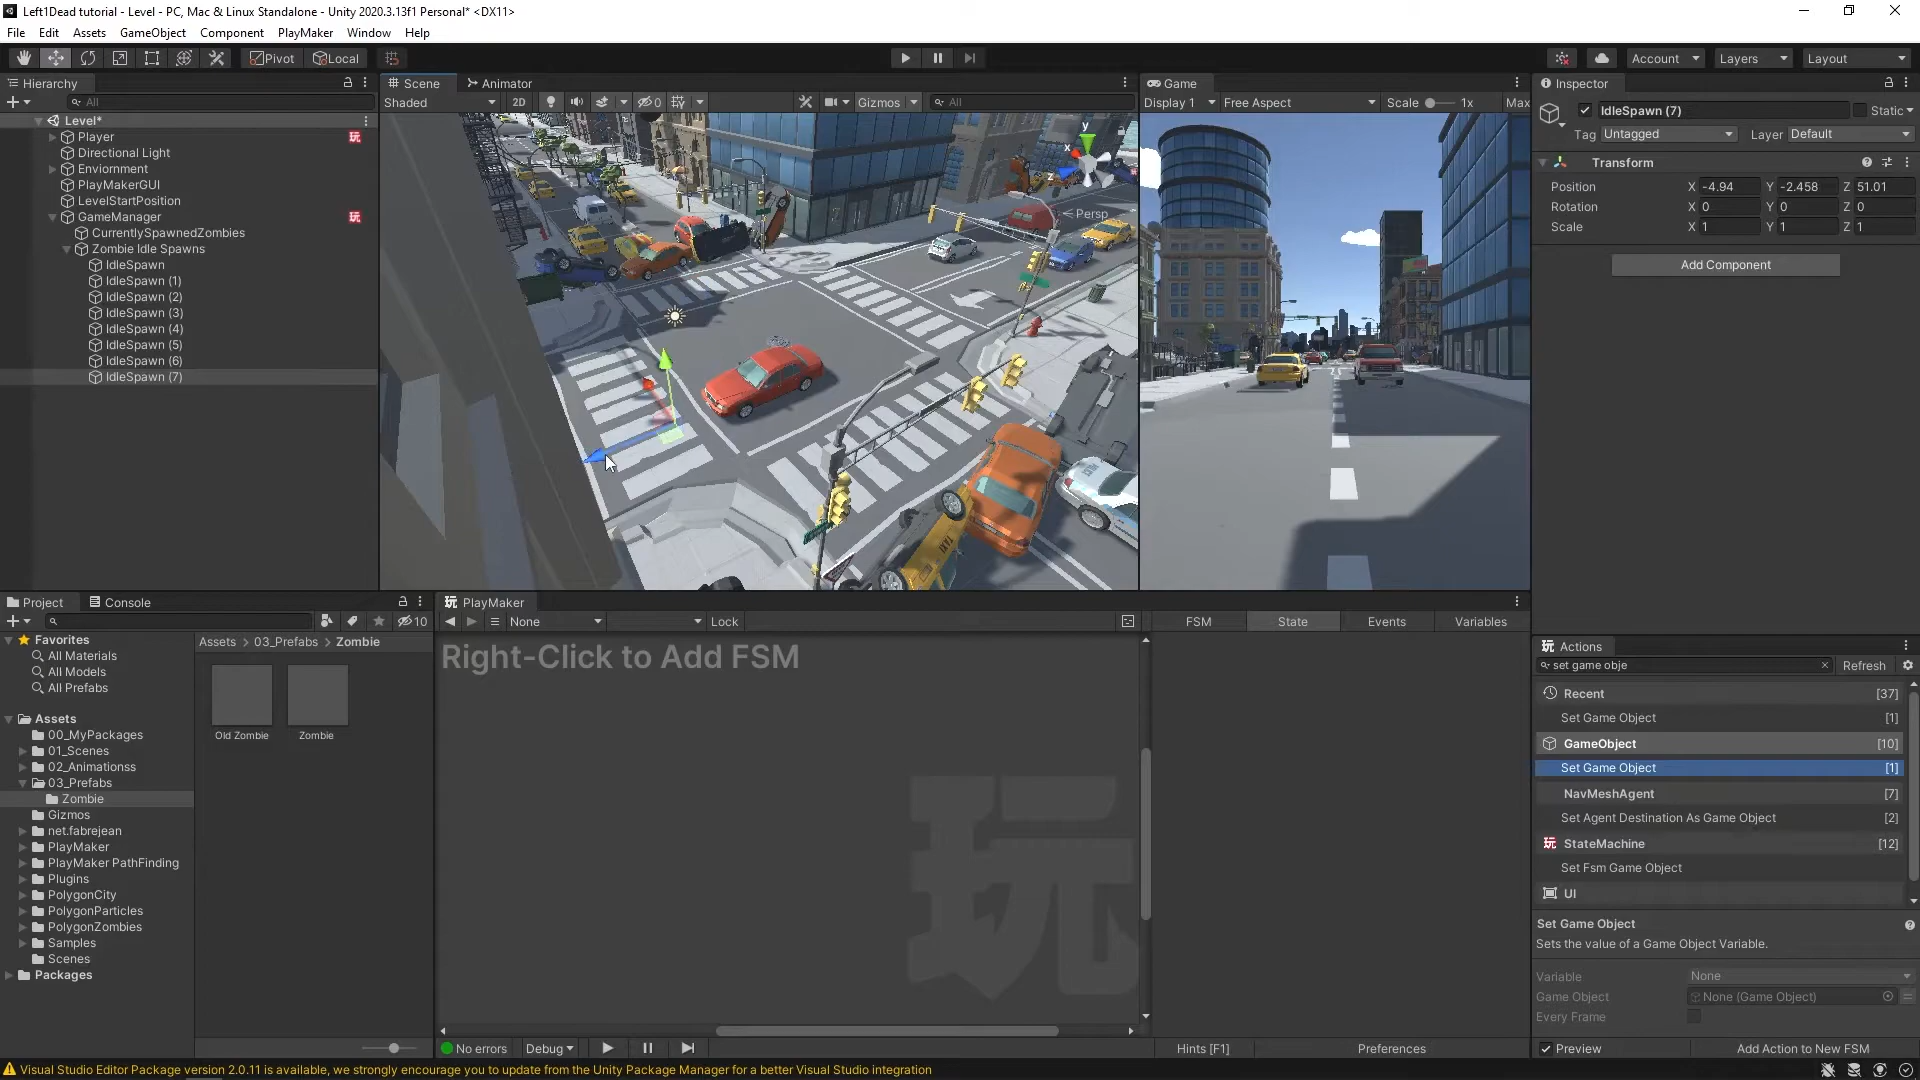 Left1Dead tutorial - Level - PC, Mac & Linux Standalone - Unity 2020.3.13f1 Personal* <DX11>
File Edit Assets GameObject Component PlayMaker Window Help
Pivot Local Account Layers Layout
Hierarchy
All
Level*
Player
Directional Light
Enviornment
PlayMakerGUI
LevelStartPosition
GameManager
CurrentlySpawnedZombies
Zombie Idle Spawns
IdleSpawn
IdleSpawn (1)
IdleSpawn (2)
IdleSpawn (3)
IdleSpawn (4)
IdleSpawn (5)
IdleSpawn (6)
IdleSpawn (7)
Scene Animator
Shaded 2D 0 Gizmos All
y
x
z
Persp
TAXI
Game
Display 1 Free Aspect Scale 1x Max
Inspector
IdleSpawn (7) Static
Tag Untagged Layer Default
Transform
Position X -4.94 Y -2.458 Z 51.01
Rotation X 0 Y 0 Z 0
Scale X 1 Y 1 Z 1
Add Component
Project Console
10
Favorites
All Materials
All Models
All Prefabs
Assets
00_MyPackages
01_Scenes
02_Animationss
03_Prefabs
Zombie
Gizmos
net.fabrejean
PlayMaker
PlayMaker PathFinding
Plugins
PolygonCity
PolygonParticles
PolygonZombies
Samples
Scenes
Packages
Assets > 03_Prefabs > Zombie
Old Zombie Zombie
PlayMaker
None Lock
Right-Click to Add FSM
玩
FSM State Events Variables
No errors Debug
Hints [F1] Preferences
Actions
set game obje Refresh
Recent [37]
Set Game Object [1]
GameObject [10]
Set Game Object [1]
NavMeshAgent [7]
Set Agent Destination As Game Object [2]
StateMachine [12]
Set Fsm Game Object
UI
Set Game Object
Sets the value of a Game Object Variable.
Variable None
Game Object None (Game Object)
Every Frame
Preview Add Action to New FSM
Visual Studio Editor Package version 2.0.11 is available, we strongly encourage you to update from the Unity Package Manager for a better Visual Studio integration